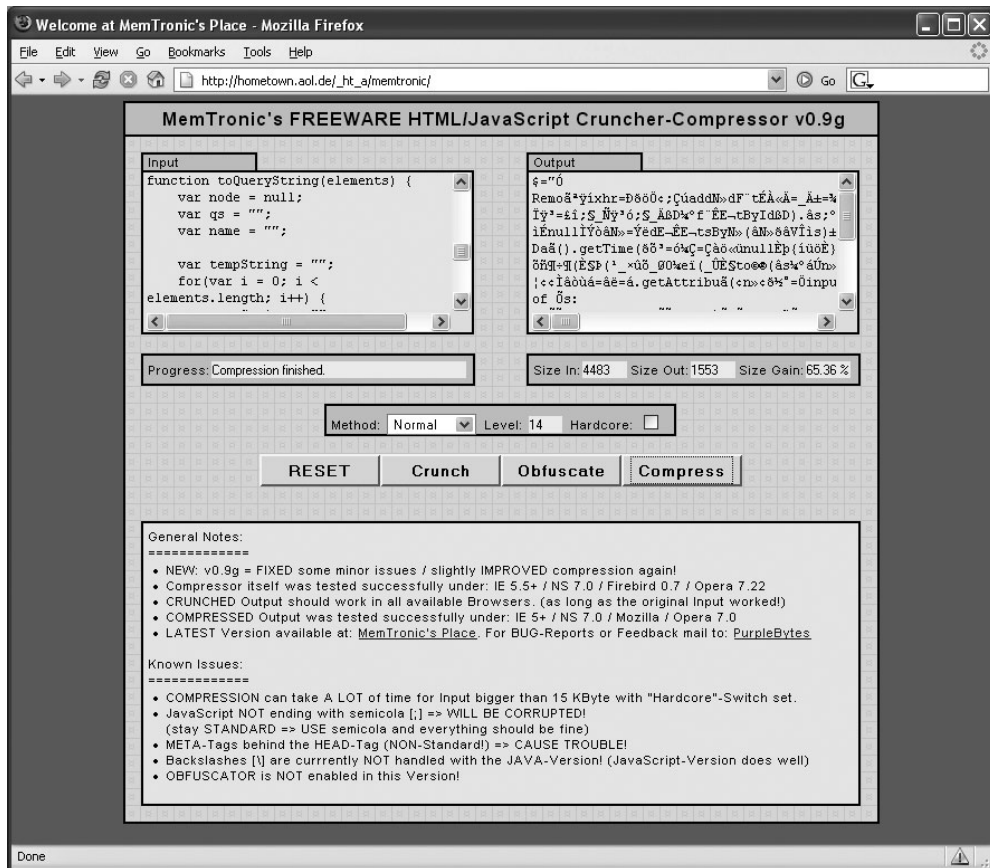 Welcome at MemTronic's Place - Mozilla Firefox
File Edit View Go Bookmarks Tools Help
http://hometown.aol.de/_ht_a/memtronic/ Go G
MemTronic's FREEWARE HTML/JavaScript Cruncher-Compressor v0.9g
Input
function toQueryString(elements) {
var node = null;
var qs = "";
var name = "";
var tempString = "";
for(var i = 0; i <
elements.length; i++) {
Output
Progress: Compression finished.
Size In: 4483 Size Out: 1553 Size Gain: 65.36 %
Method: Normal Level: 14 Hardcore:
RESET Crunch Obfuscate Compress
General Notes:
=============
• NEW: v0.9g = FIXED some minor issues / slightly IMPROVED compression again!
• Compressor itself was tested successfully under: IE 5.5+ / NS 7.0 / Firebird 0.7 / Opera 7.22
• CRUNCHED Output should work in all available Browsers. (as long as the original Input worked!)
• COMPRESSED Output was tested successfully under: IE 5+ / NS 7.0 / Mozilla / Opera 7.0
• LATEST Version available at: MemTronic's Place. For BUG-Reports or Feedback mail to: PurpleBytes
Known Issues:
=============
• COMPRESSION can take A LOT of time for Input bigger than 15 KByte with "Hardcore"-Switch set.
• JavaScript NOT ending with semicola [;] => WILL BE CORRUPTED!
(stay STANDARD => USE semicola and everything should be fine)
• META-Tags behind the HEAD-Tag (NON-Standard!) => CAUSE TROUBLE!
• Backslashes [\] are currrently NOT handled with the JAVA-Version! (JavaScript-Version does well)
• OBFUSCATOR is NOT enabled in this Version!
Done